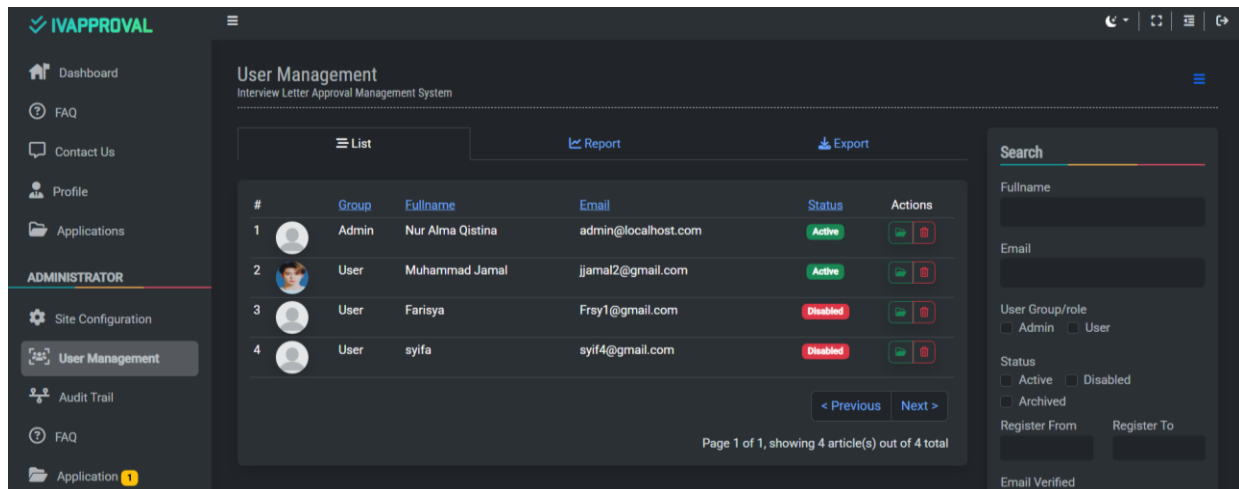 IVAPPROVAL
Dashboard
FAQ
Contact Us
Profile
Applications
ADMINISTRATOR
Site Configuration
User Management
Audit Trail
FAQ
Application 1
User Management
Interview Letter Approval Management System
List Report Export
# Group Fullname Email Status Actions
1 Admin Nur Alma Qistina admin@localhost.com Active
2 User Muhammad Jamal jjamal2@gmail.com Active
3 User Farisya Frsy1@gmail.com Disabled
4 User syifa syif4@gmail.com Disabled
< Previous Next >
Page 1 of 1, showing 4 article(s) out of 4 total
Search
Fullname
Email
User Group/role
Admin User
Status
Active Disabled
Archived
Register From Register To
Email Verified